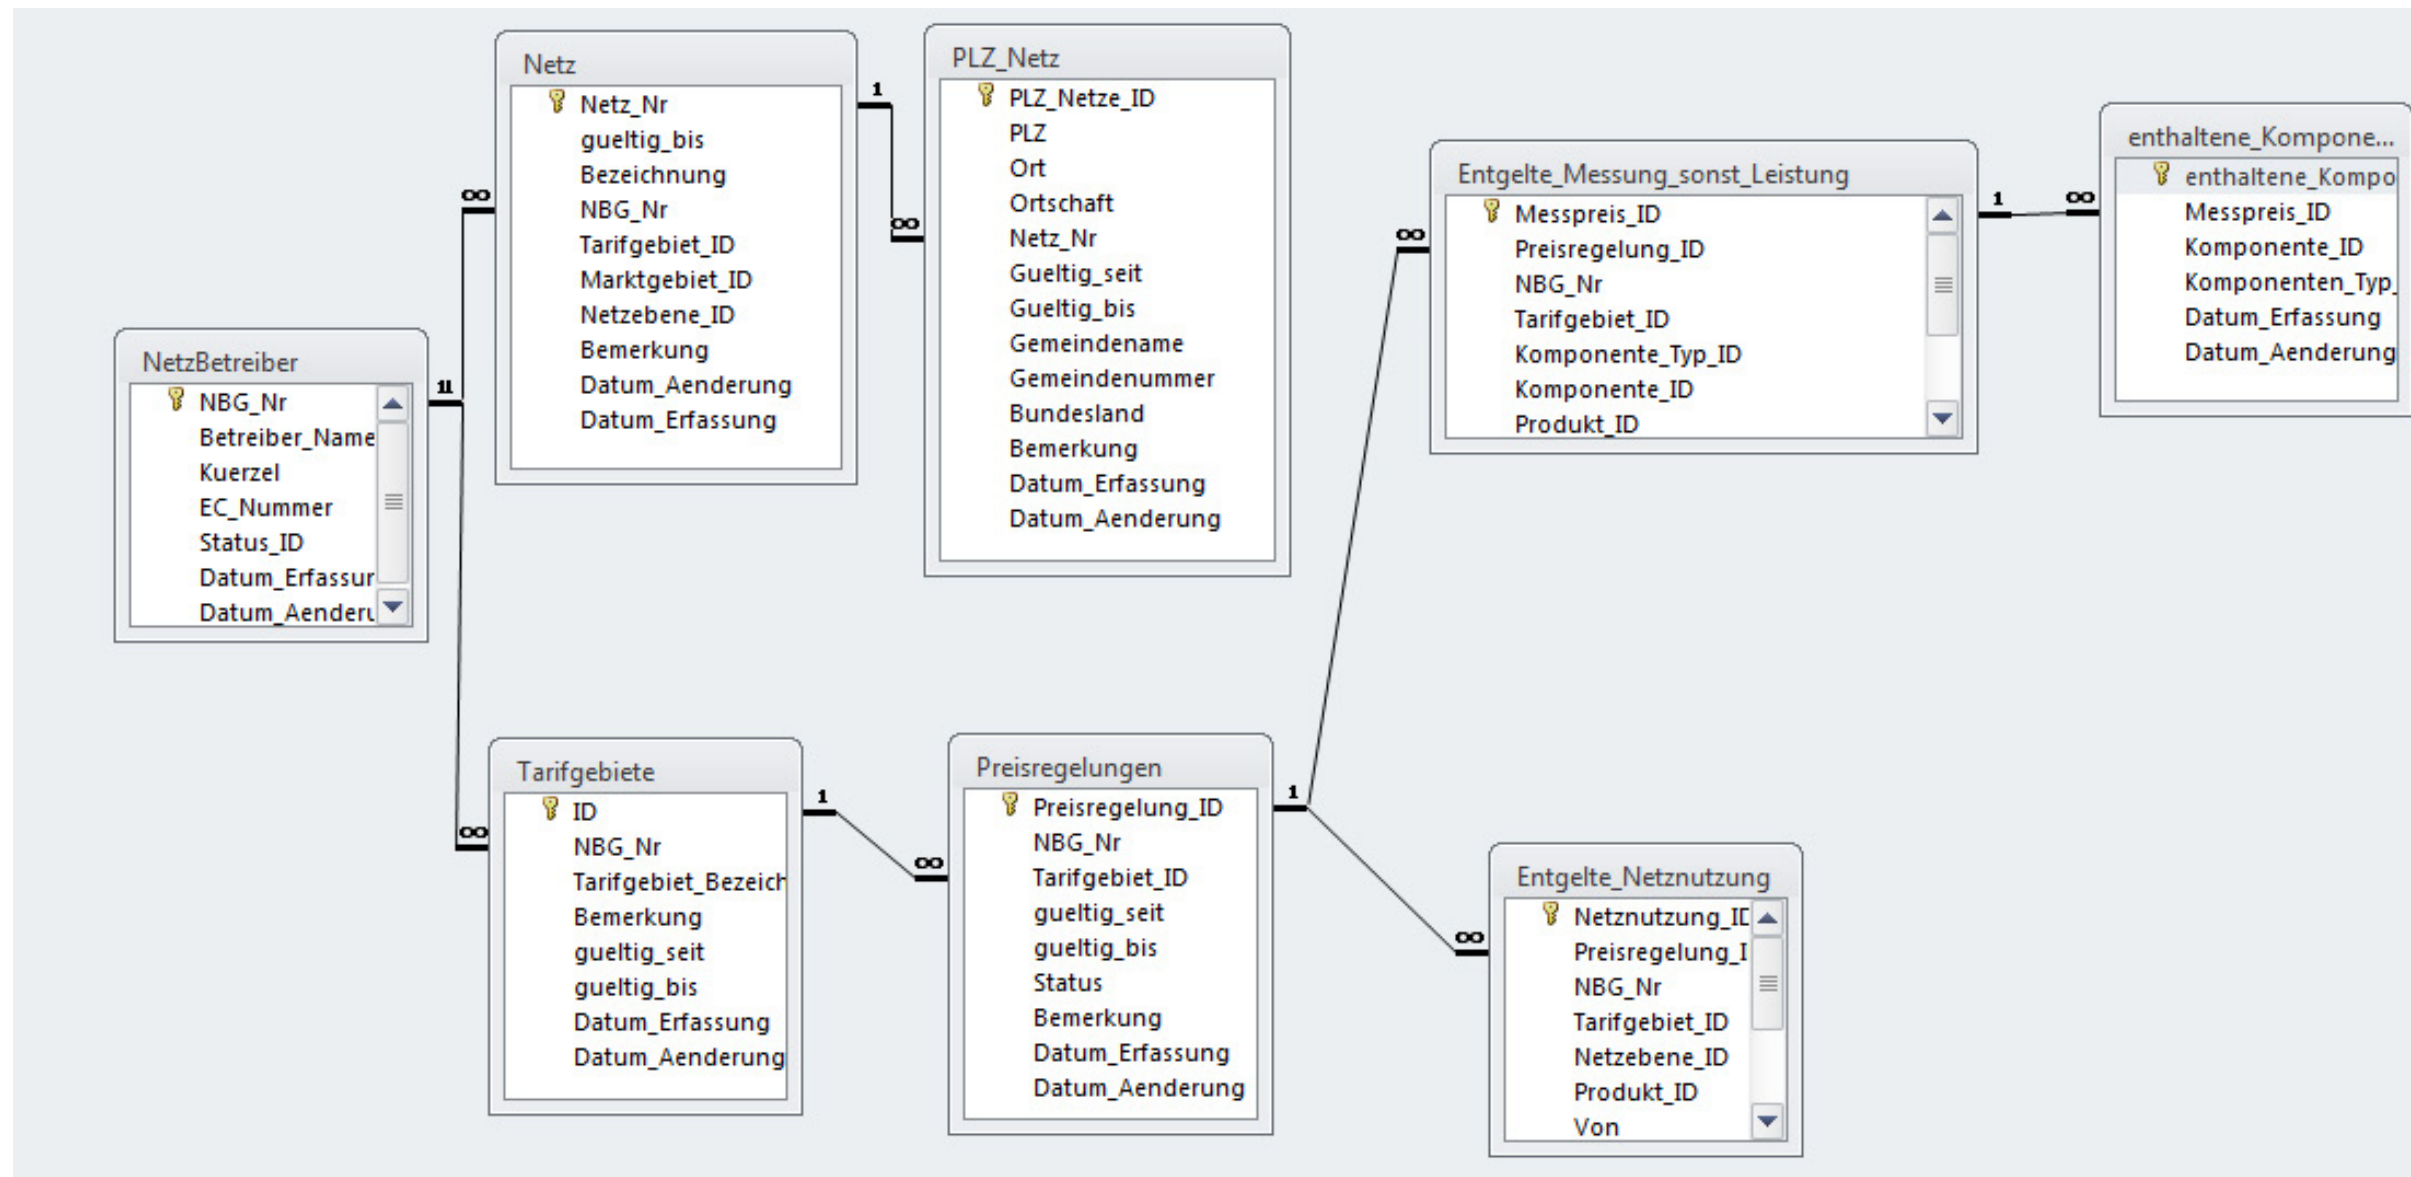 NetzBetreiber
NBG_Nr
Betreiber_Name
Kuerzel
EC_Nummer
Status_ID
Datum_Erfassur
Datum_Aenderu
1
1
∞
∞
Netz
Netz_Nr
gueltig_bis
Bezeichnung
NBG_Nr
Tarifgebiet_ID
Marktgebiet_ID
Netzebene_ID
Bemerkung
Datum_Aenderung
Datum_Erfassung
1
∞
PLZ_Netz
PLZ_Netze_ID
PLZ
Ort
Ortschaft
Netz_Nr
Gueltig_seit
Gueltig_bis
Gemeindename
Gemeindenummer
Bundesland
Bemerkung
Datum_Erfassung
Datum_Aenderung
Tarifgebiete
ID
NBG_Nr
Tarifgebiet_Bezeich
Bemerkung
gueltig_seit
gueltig_bis
Datum_Erfassung
Datum_Aenderung
1
∞
Preisregelungen
Preisregelung_ID
NBG_Nr
Tarifgebiet_ID
gueltig_seit
gueltig_bis
Status
Bemerkung
Datum_Erfassung
Datum_Aenderung
1
∞
∞
Entgelte_Messung_sonst_Leistung
Messpreis_ID
Preisregelung_ID
NBG_Nr
Tarifgebiet_ID
Komponente_Typ_ID
Komponente_ID
Produkt_ID
1
∞
enthaltene_Kompone...
enthaltene_Kompo
Messpreis_ID
Komponente_ID
Komponenten_Typ_
Datum_Erfassung
Datum_Aenderung
Entgelte_Netznutzung
Netznutzung_ID
Preisregelung_I
NBG_Nr
Tarifgebiet_ID
Netzebene_ID
Produkt_ID
Von